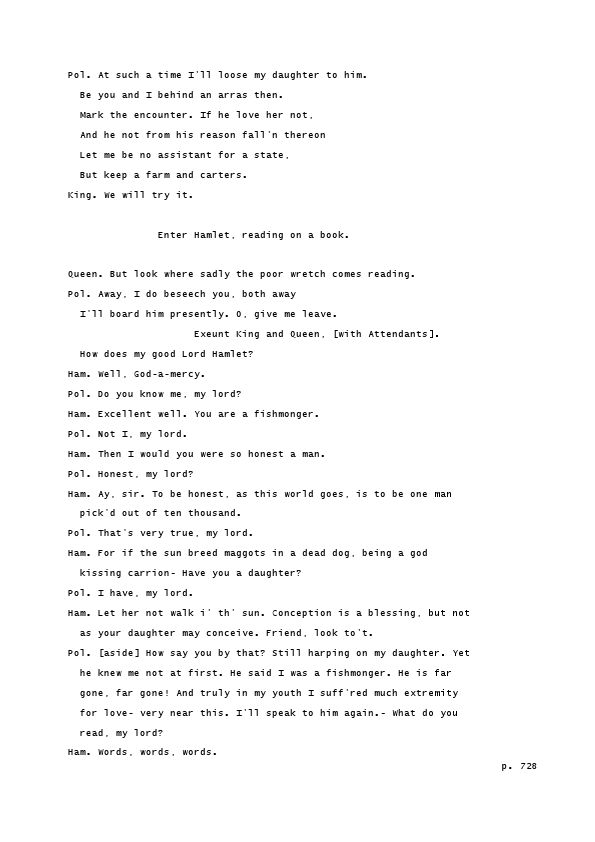 Pol. At such a time I'll loose my daughter to him.
Be you and I behind an arras then.
Mark the encounter. If he love her not,
And he not from his reason fall'n thereon
Let me be no assistant for a state,
But keep a farm and carters.
King. We will try it.
Enter Hamlet, reading on a book.
Queen. But look where sadly the poor wretch comes reading.
Pol. Away, I do beseech you, both away
I'll board him presently. O, give me leave.
Exeunt King and Queen, [with Attendants].
How does my good Lord Hamlet?
Ham. Well, God-a-mercy.
Pol. Do you know me, my lord?
Ham. Excellent well. You are a fishmonger.
Pol. Not I, my lord.
Ham. Then I would you were so honest a man.
Pol. Honest, my lord?
Ham. Ay, sir. To be honest, as this world goes, is to be one man
pick'd out of ten thousand.
Pol. That's very true, my lord.
Ham. For if the sun breed maggots in a dead dog, being a god
kissing carrion- Have you a daughter?
Pol. I have, my lord.
Ham. Let her not walk i' th' sun. Conception is a blessing, but not
as your daughter may conceive. Friend, look to't.
Pol. [aside] How say you by that? Still harping on my daughter. Yet
he knew me not at first. He said I was a fishmonger. He is far
gone, far gone! And truly in my youth I suff'red much extremity
for love- very near this. I'll speak to him again.- What do you
read, my lord?
Ham. Words, words, words.
p. 728